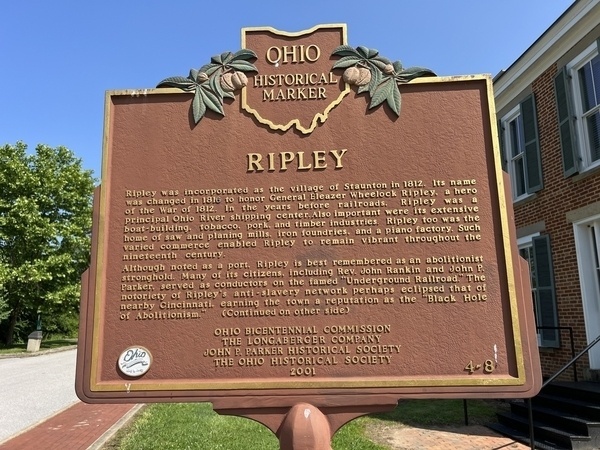 OHIO
HISTORICAL
MARKER
RIPLEY
Ripley was incorporated as the village of Staunton in 1812. Its name
was changed in 1816 to honor General Eleazer Wheelock Ripley, a hero
of the War of 1812. In the years before railroads, Ripley was a
principal Ohio River shipping center. Also important were its extensive
boat-building, tobacco, pork, and timber industries. Ripley too was the
home of saw and planing mills, iron foundries, and a piano factory. Such
varied commerce enabled Ripley to remain vibrant throughout the
nineteenth century.
Although noted as a port, Ripley is best remembered as an abolitionist
stronghold. Many of its citizens, including Rev. John Rankin and John P.
Parker, served as conductors on the famed "Underground Railroad." The
notoriety of Ripley's anti-slavery network perhaps eclipsed that of
nearby Cincinnati, earning the town a reputation as the "Black Hole
of Abolitionism." (Continued on other side)
OHIO BICENTENNIAL COMMISSION
THE LONGABERGER COMPANY
JOHN P. PARKER HISTORICAL SOCIETY
THE OHIO HISTORICAL SOCIETY
2001
4-8
Ohio